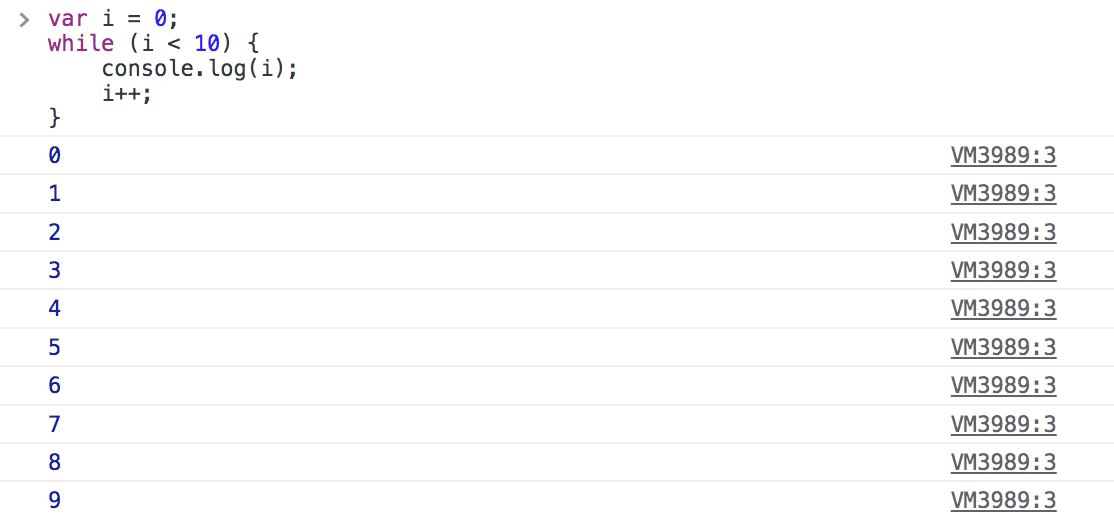 > var i = 0;
while (i < 10) {
    console.log(i);
    i++;
}
0 VM3989:3
1 VM3989:3
2 VM3989:3
3 VM3989:3
4 VM3989:3
5 VM3989:3
6 VM3989:3
7 VM3989:3
8 VM3989:3
9 VM3989:3